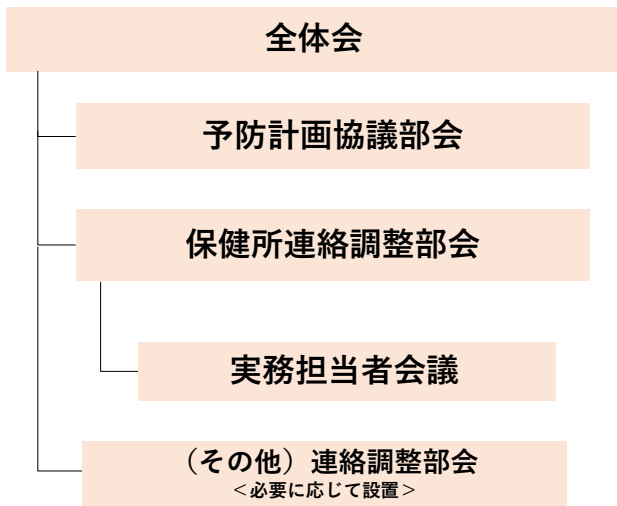 全体会
予防計画協議部会
保健所連絡調整部会
実務担当者会議
（その他）連絡調整部会
＜必要に応じて設置＞